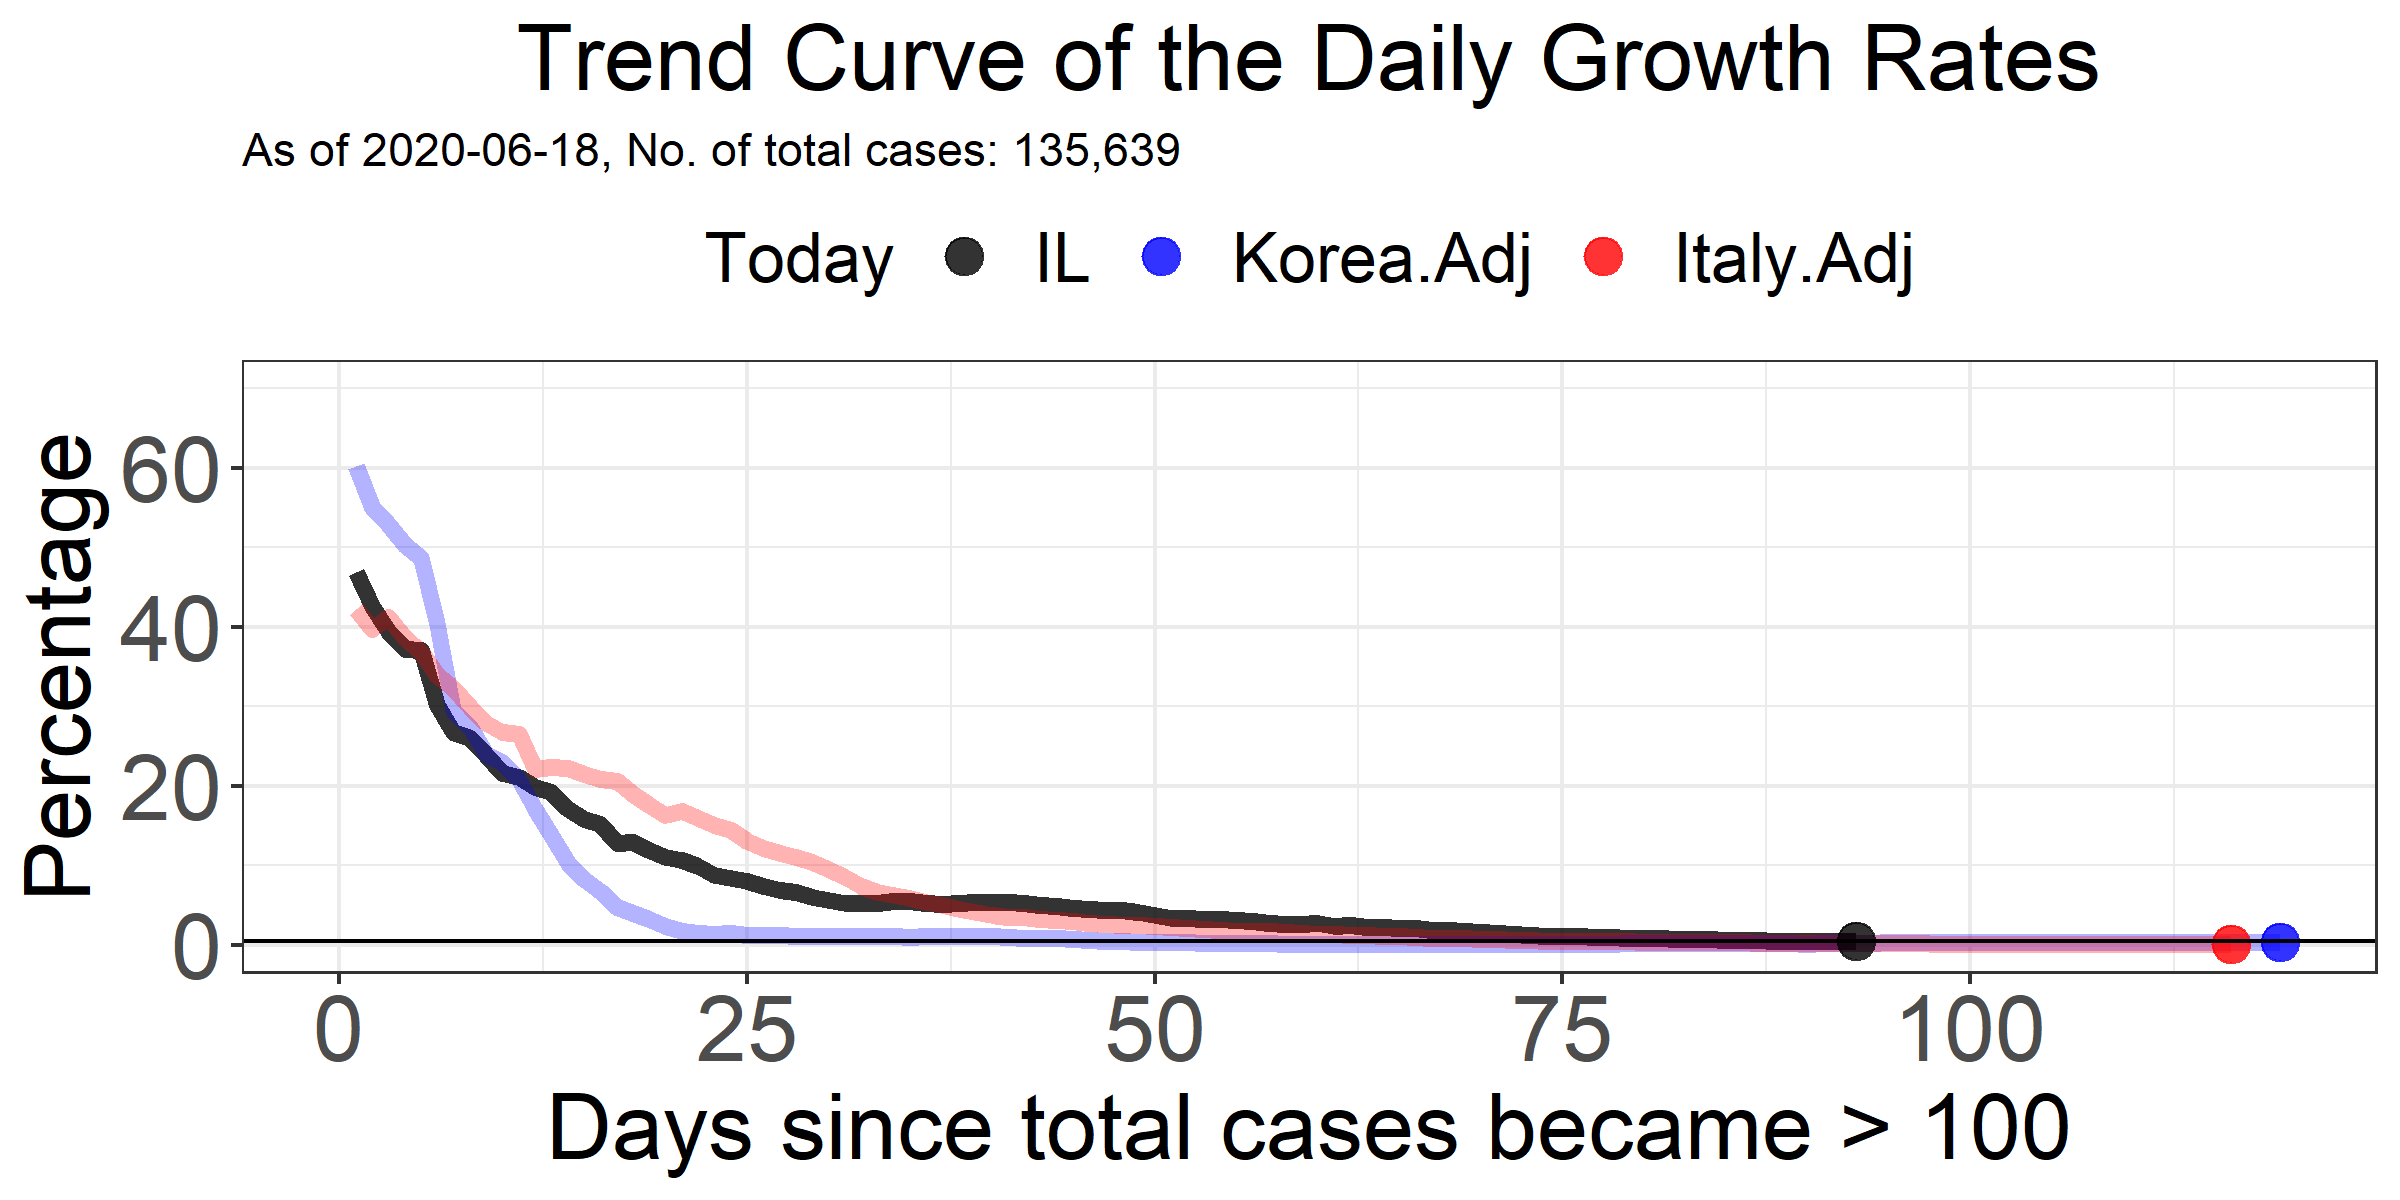 Trend Curve of the Daily Growth Rates
As of 2020-06-18, No. of total cases: 135,639
Today IL Korea.Adj Italy.Adj
Percentage
60
40
20
0
0 25 50 75 100
Days since total cases became > 100